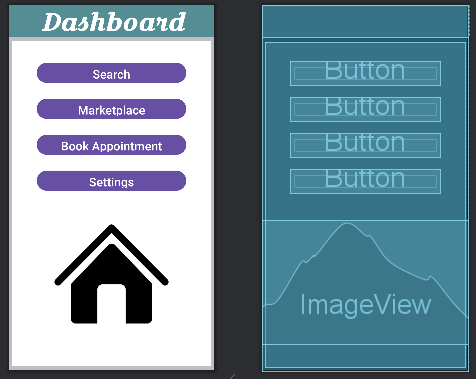 Dashboard
Search
Marketplace
Book Appointment
Settings
Button
Button
Button
Button
ImageView